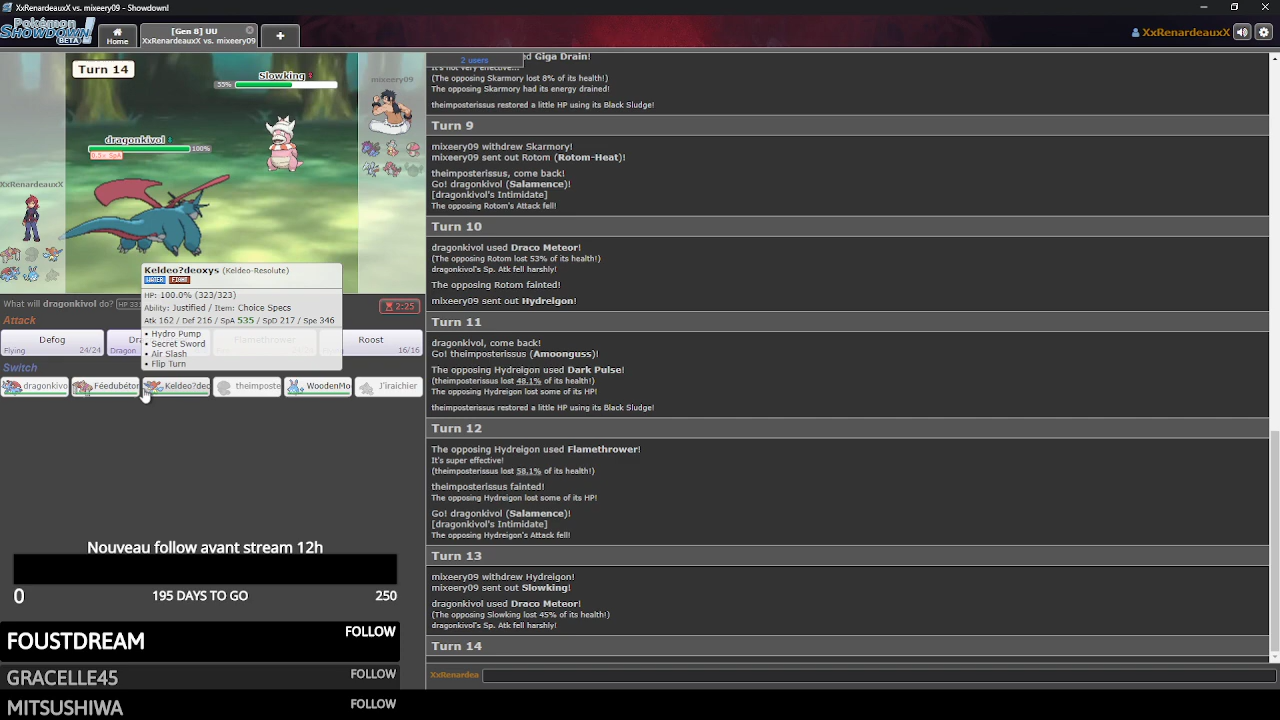 XxRenardeauxX vs. mixeery09 - Showdown!
Pokémon
SHOWDOWN!
BETA
Home
[Gen 8] UU
XxRenardeauxX vs. mixeery09
XxRenardeauxX
Turn 14
Slowking
55%
mixeery09
dragonkivol
100%
0.5× SpA
XxRenardeauxX
Keldeo?deoxys (Keldeo-Resolute)
WATER FIGHT
HP: 100.0% (323/323)
Ability: Justified / Item: Choice Specs
Atk 162 / Def 216 / SpA 535 / SpD 217 / Spe 346
• Hydro Pump
• Secret Sword
• Air Slash
• Flip Turn
What will dragonkivol do?
2:25
Attack
Defog
Flying 24/24
Dragon
Flamethrower
Roost
16/16
Switch
dragonkivo
Féedubéton
Keldeo?deo
theimposte
WoodenMo
J'iraichier
Nouveau follow avant stream 12h
0
195 DAYS TO GO
250
FOUSTDREAM FOLLOW
GRACELLE45 FOLLOW
MITSUSHIWA FOLLOW
2 users
d Giga Drain!
It's not very effective...
(The opposing Skarmory lost 8% of its health!)
The opposing Skarmory had its energy drained!
theimposterissus restored a little HP using its Black Sludge!
Turn 9
mixeery09 withdrew Skarmory!
mixeery09 sent out Rotom (Rotom-Heat)!
theimposterissus, come back!
Go! dragonkivol (Salamence)!
[dragonkivol's Intimidate]
The opposing Rotom's Attack fell!
Turn 10
dragonkivol used Draco Meteor!
(The opposing Rotom lost 53% of its health!)
dragonkivol's Sp. Atk fell harshly!
The opposing Rotom fainted!
mixeery09 sent out Hydreigon!
Turn 11
dragonkivol, come back!
Go! theimposterissus (Amoonguss)!
The opposing Hydreigon used Dark Pulse!
(theimposterissus lost 48.1% of its health!)
The opposing Hydreigon lost some of its HP!
theimposterissus restored a little HP using its Black Sludge!
Turn 12
The opposing Hydreigon used Flamethrower!
It's super effective!
(theimposterissus lost 58.1% of its health!)
theimposterissus fainted!
The opposing Hydreigon lost some of its HP!
Go! dragonkivol (Salamence)!
[dragonkivol's Intimidate]
The opposing Hydreigon's Attack fell!
Turn 13
mixeery09 withdrew Hydreigon!
mixeery09 sent out Slowking!
dragonkivol used Draco Meteor!
(The opposing Slowking lost 45% of its health!)
dragonkivol's Sp. Atk fell harshly!
Turn 14
XxRenardea